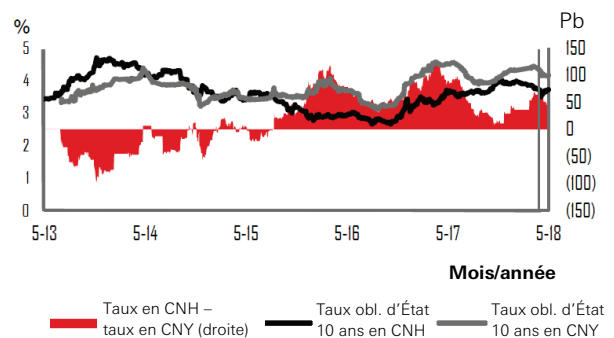 % Pb
5 150
4 100
3 50
2 0
1 (50)
0 (100)
(150)
5-13 5-14 5-15 5-16 5-17 5-18
Mois/année
Taux en CNH –
taux en CNY (droite)
Taux obl. d’État
10 ans en CNH
Taux obl. d’État
10 ans en CNY